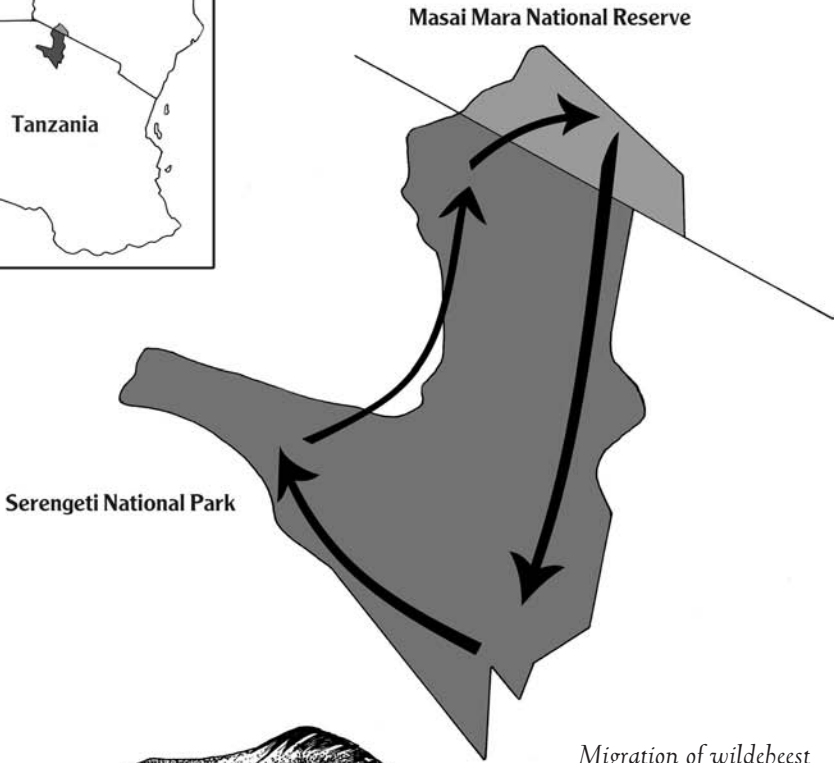 Masai Mara National Reserve
Tanzania
Serengeti National Park
Migration of wildebeest